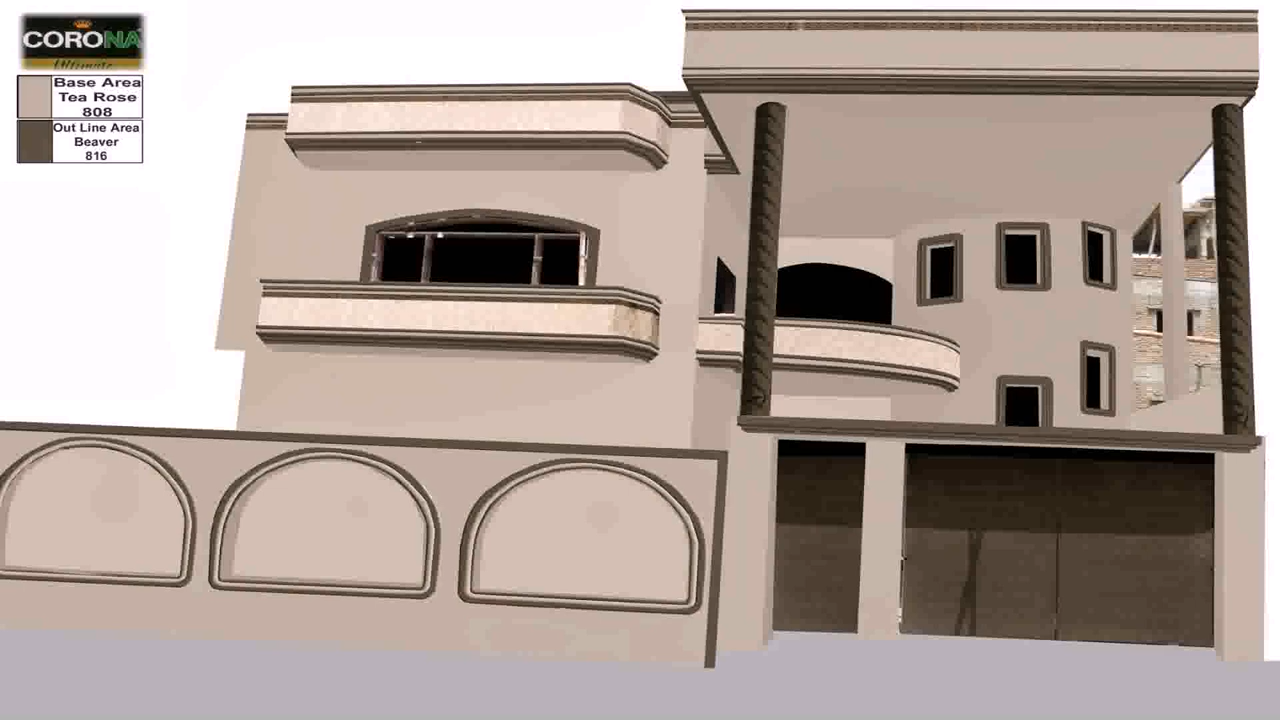 CORONA
Ultimate
Base Area
Tea Rose
808
Out Line Area
Beaver
816